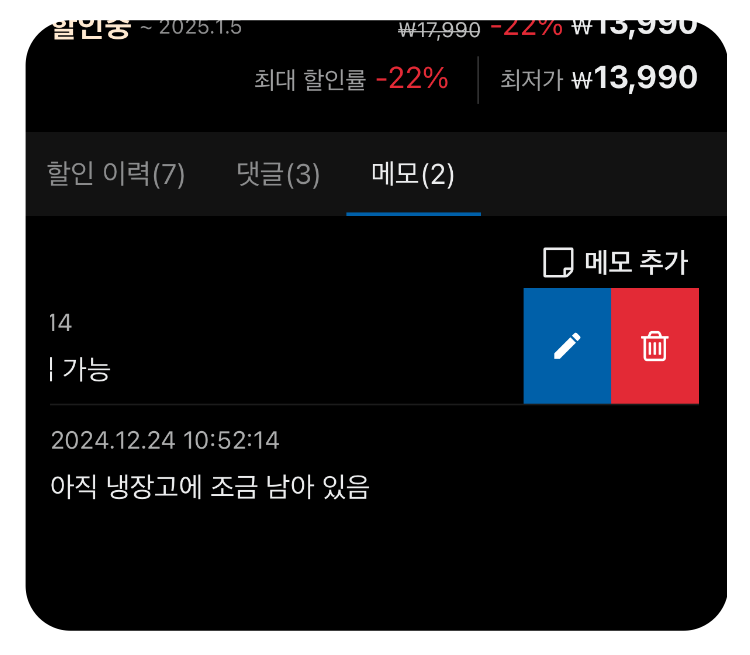 할인중 ~ 2025.1.5 ₩17,990 -22% ₩13,990
최대 할인률 -22% 최저가 ₩13,990
할인 이력(7) 댓글(3) 메모(2)
메모 추가
14
가능
2024.12.24 10:52:14
아직 냉장고에 조금 남아 있음